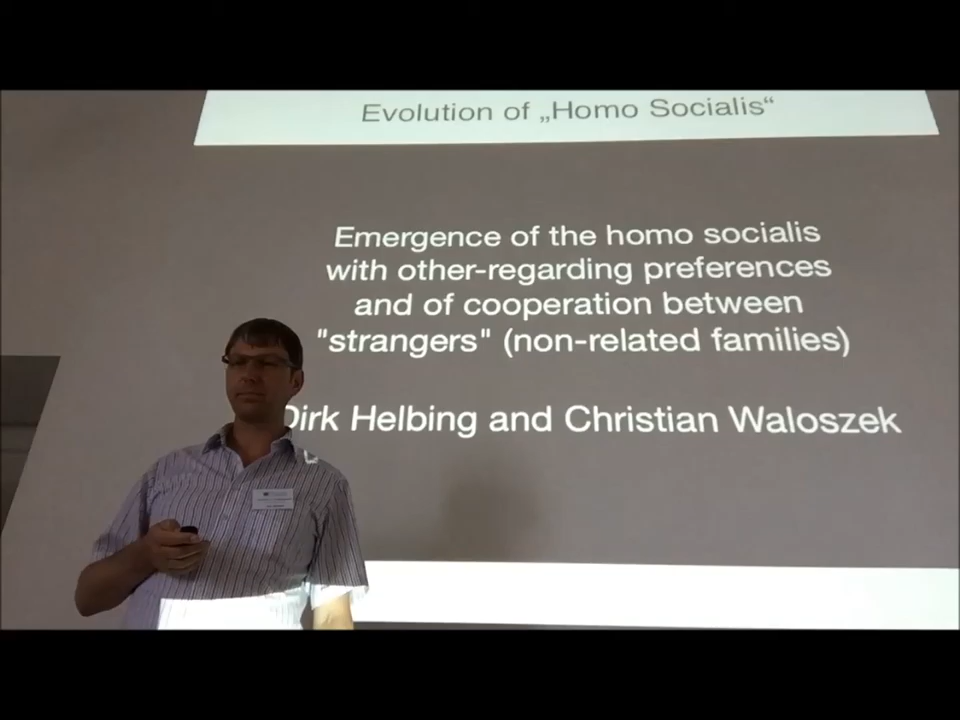 Evolution of „Homo Socialis“
Emergence of the homo socialis
with other-regarding preferences
and of cooperation between
"strangers" (non-related families)
Dirk Helbing and Christian Waloszek